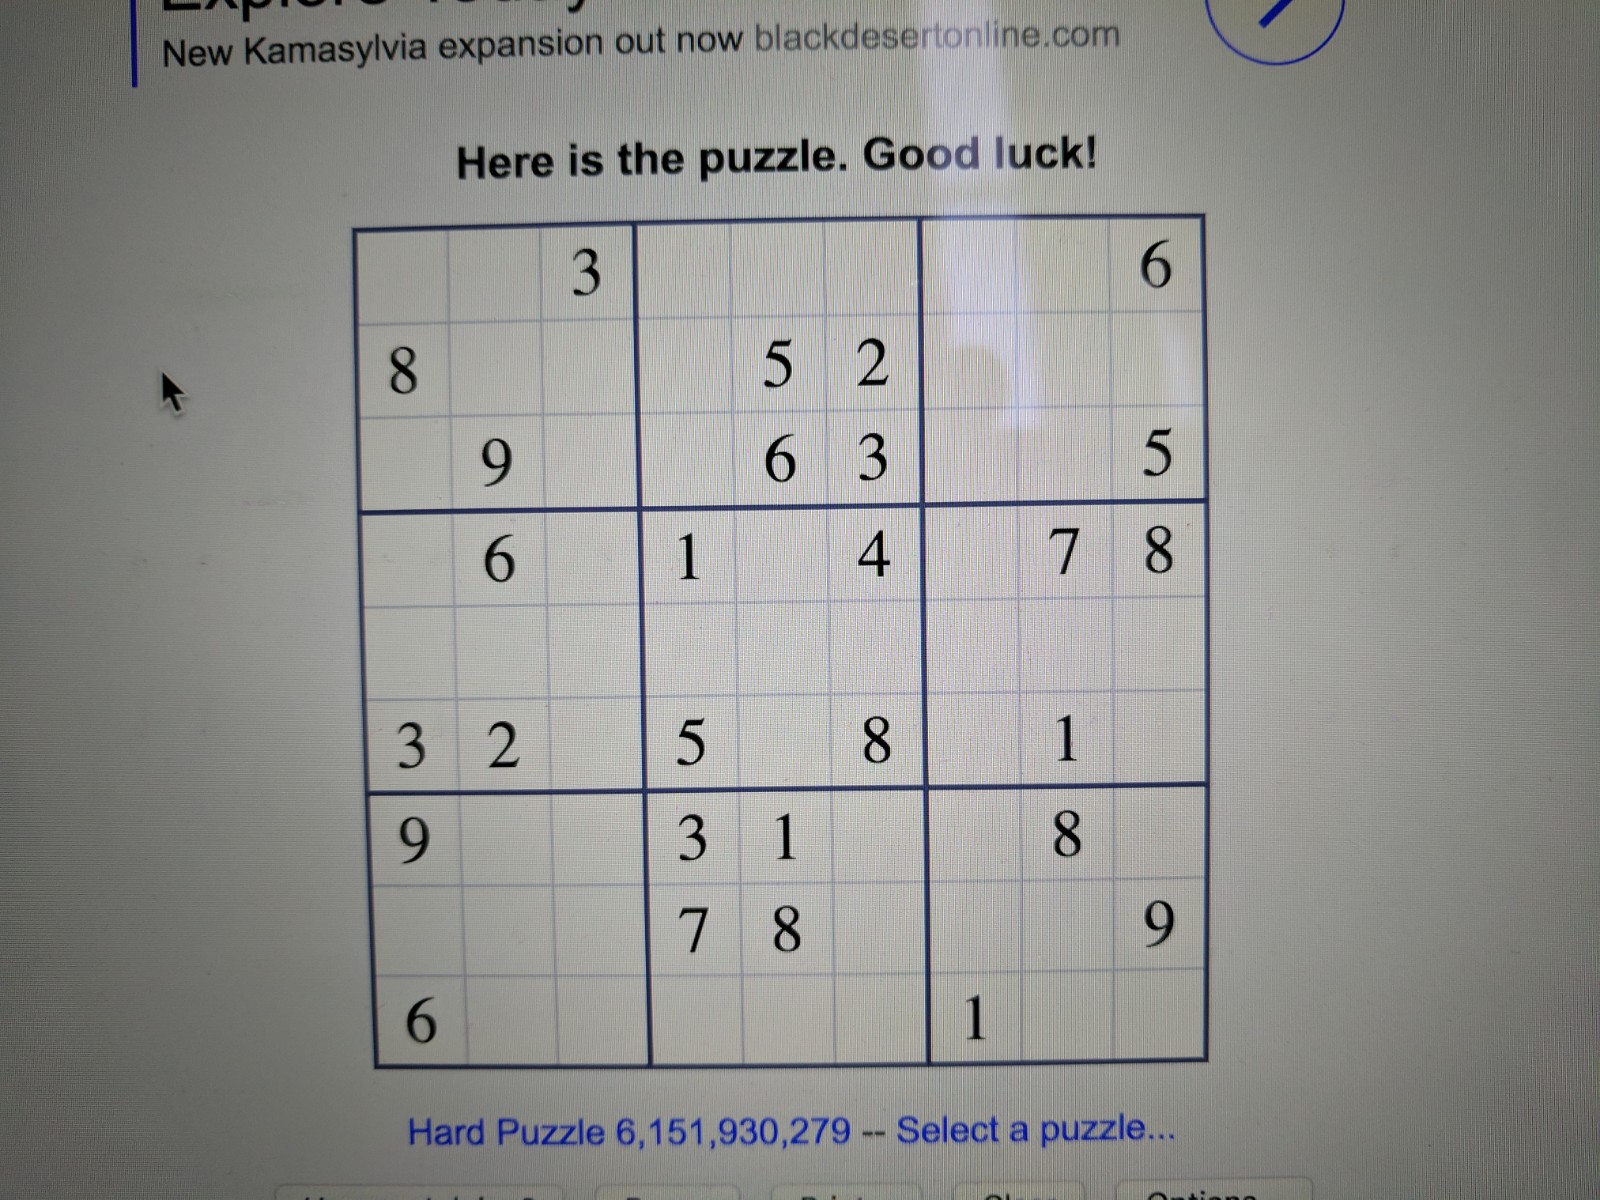 New Kamasylvia expansion out now blackdesertonline.com
Here is the puzzle. Good luck!
3 6
8 5 2
9 6 3 5
6 1 4 7 8
3 2 5 8 1
9 3 1 8
7 8 9
6 1
Hard Puzzle 6,151,930,279 -- Select a puzzle...